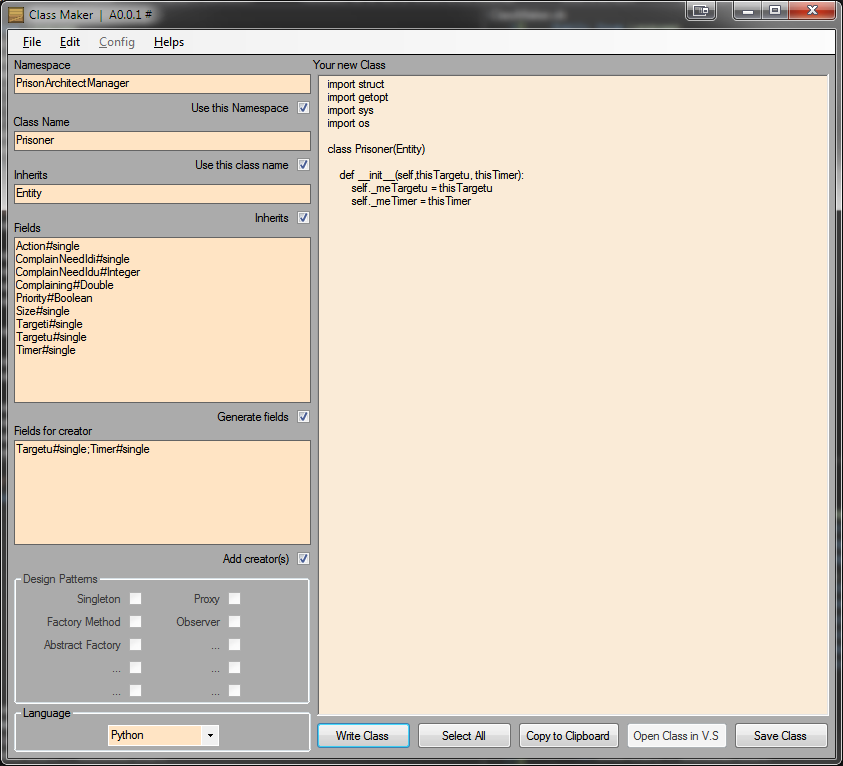 Class Maker | A0.0.1 #
File Edit Config Helps
Namespace
PrisonArchitectManager
Use this Namespace
Class Name
Prisoner
Use this class name
Inherits
Entity
Inherits
Fields
Action#single
ComplainNeedIdi#single
ComplainNeedIdu#Integer
Complaining#Double
Priority#Boolean
Size#single
Targeti#single
Targetu#single
Timer#single
Generate fields
Fields for creator
Targetu#single;Timer#single
Add creator(s)
Design Patterns
Singleton Proxy
Factory Method Observer
Abstract Factory ...
... ...
... ...
Language
Python
Your new Class
import struct
import getopt
import sys
import os
class Prisoner(Entity)
def __init__(self,thisTargetu, thisTimer):
self._meTargetu = thisTargetu
self._meTimer = thisTimer
Write Class Select All Copy to Clipboard Open Class in V.S Save Class